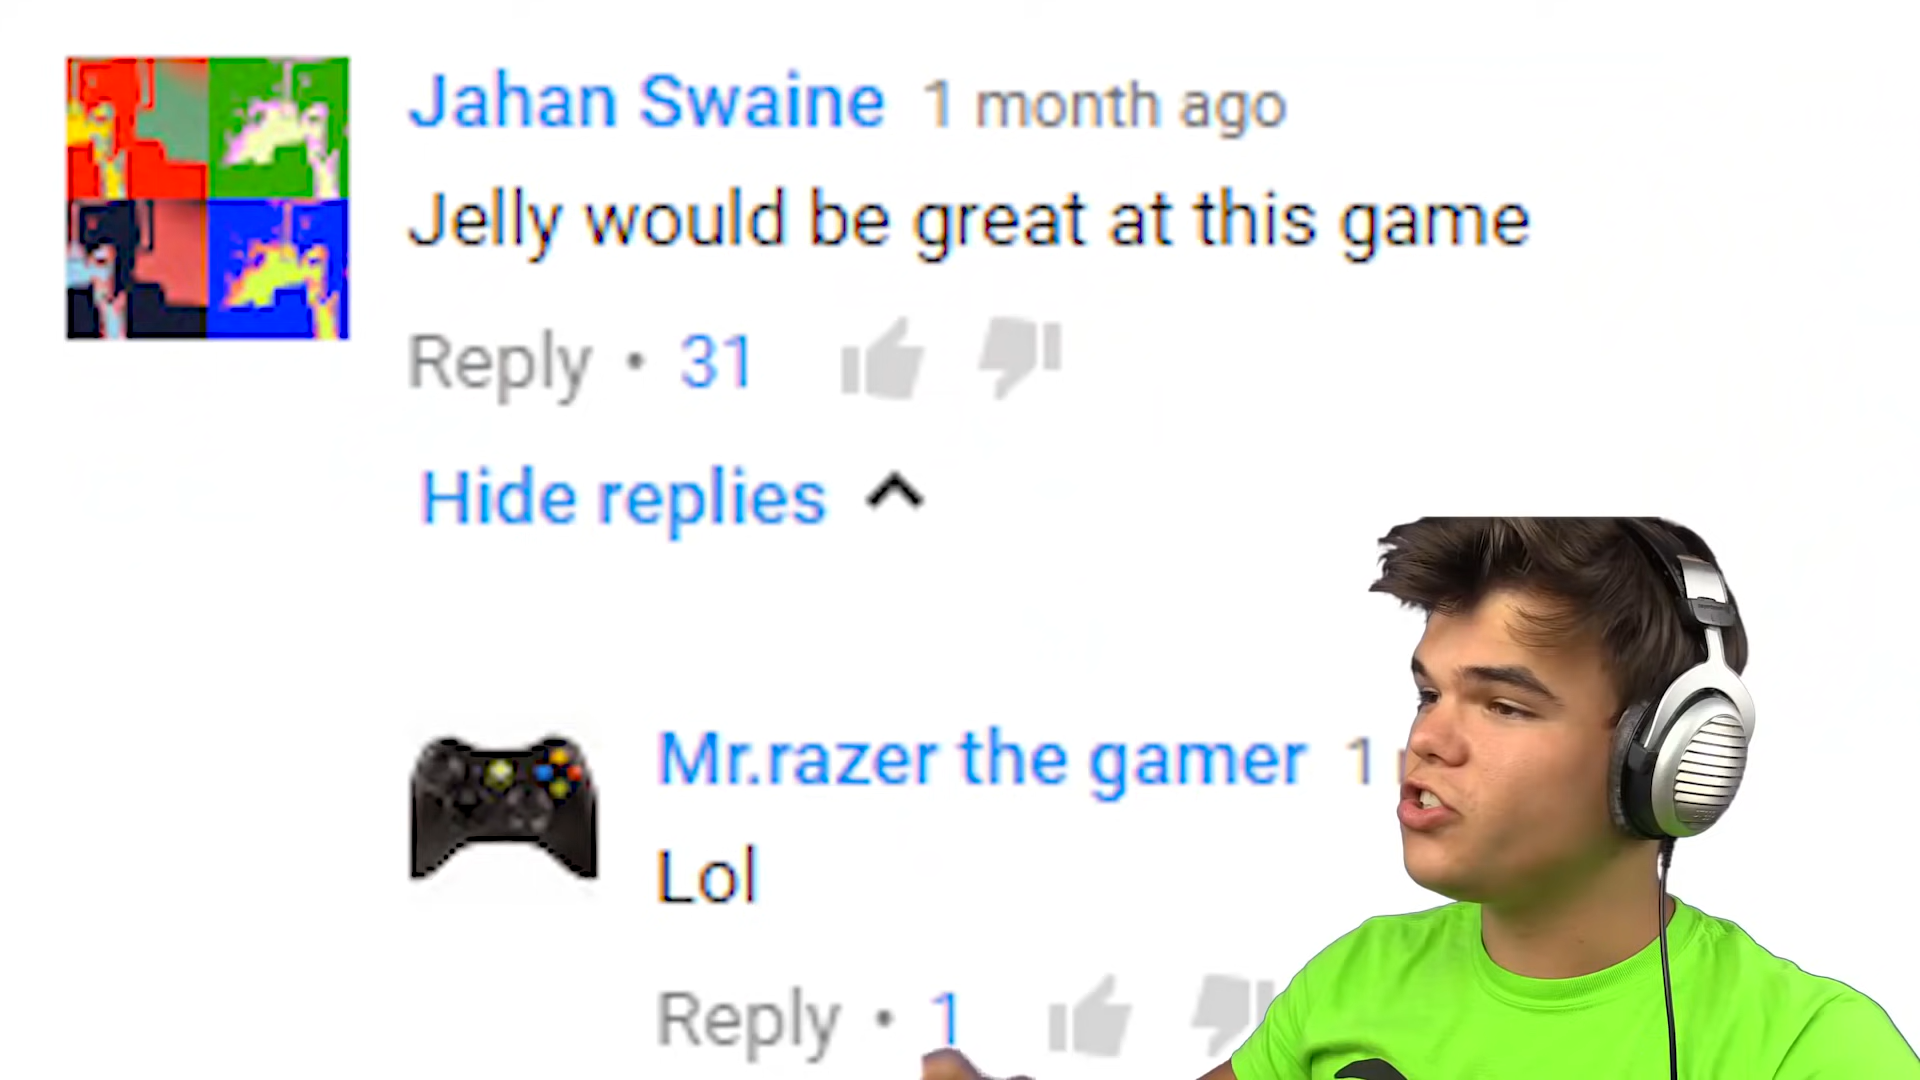 Jahan Swaine 1 month ago
Jelly would be great at this game
Reply • 31
Hide replies
Mr.razer the gamer 1
Lol
Reply • 1